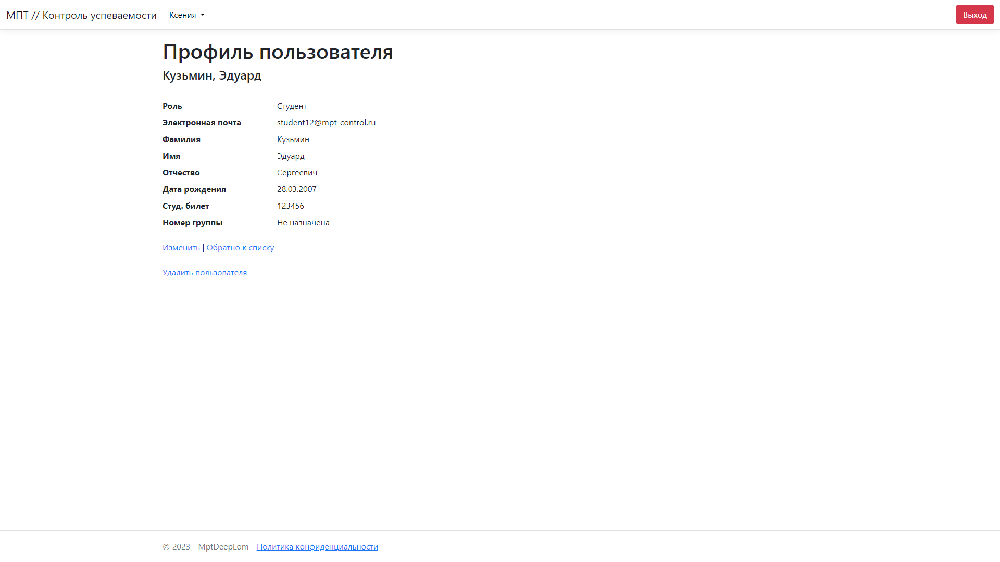 МПТ // Контроль успеваемости Ксения Выход
Профиль пользователя
Кузьмин, Эдуард
Роль Студент
Электронная почта student12@mpt-control.ru
Фамилия Кузьмин
Имя Эдуард
Отчество Сергеевич
Дата рождения 28.03.2007
Студ. билет 123456
Номер группы Не назначена
Изменить | Обратно к списку
Удалить пользователя
© 2023 - MptDeepLom - Политика конфиденциальности